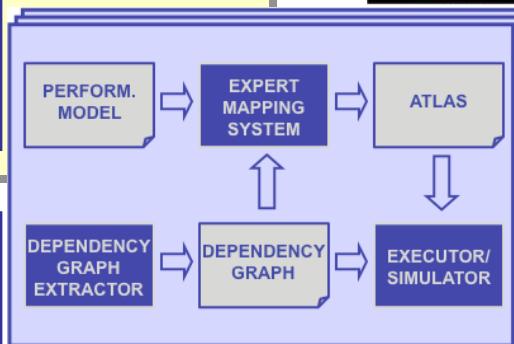 PERFORM.
MODEL
EXPERT
MAPPING
SYSTEM
ATLAS
DEPENDENCY
GRAPH
EXTRACTOR
DEPENDENCY
GRAPH
EXECUTOR/
SIMULATOR